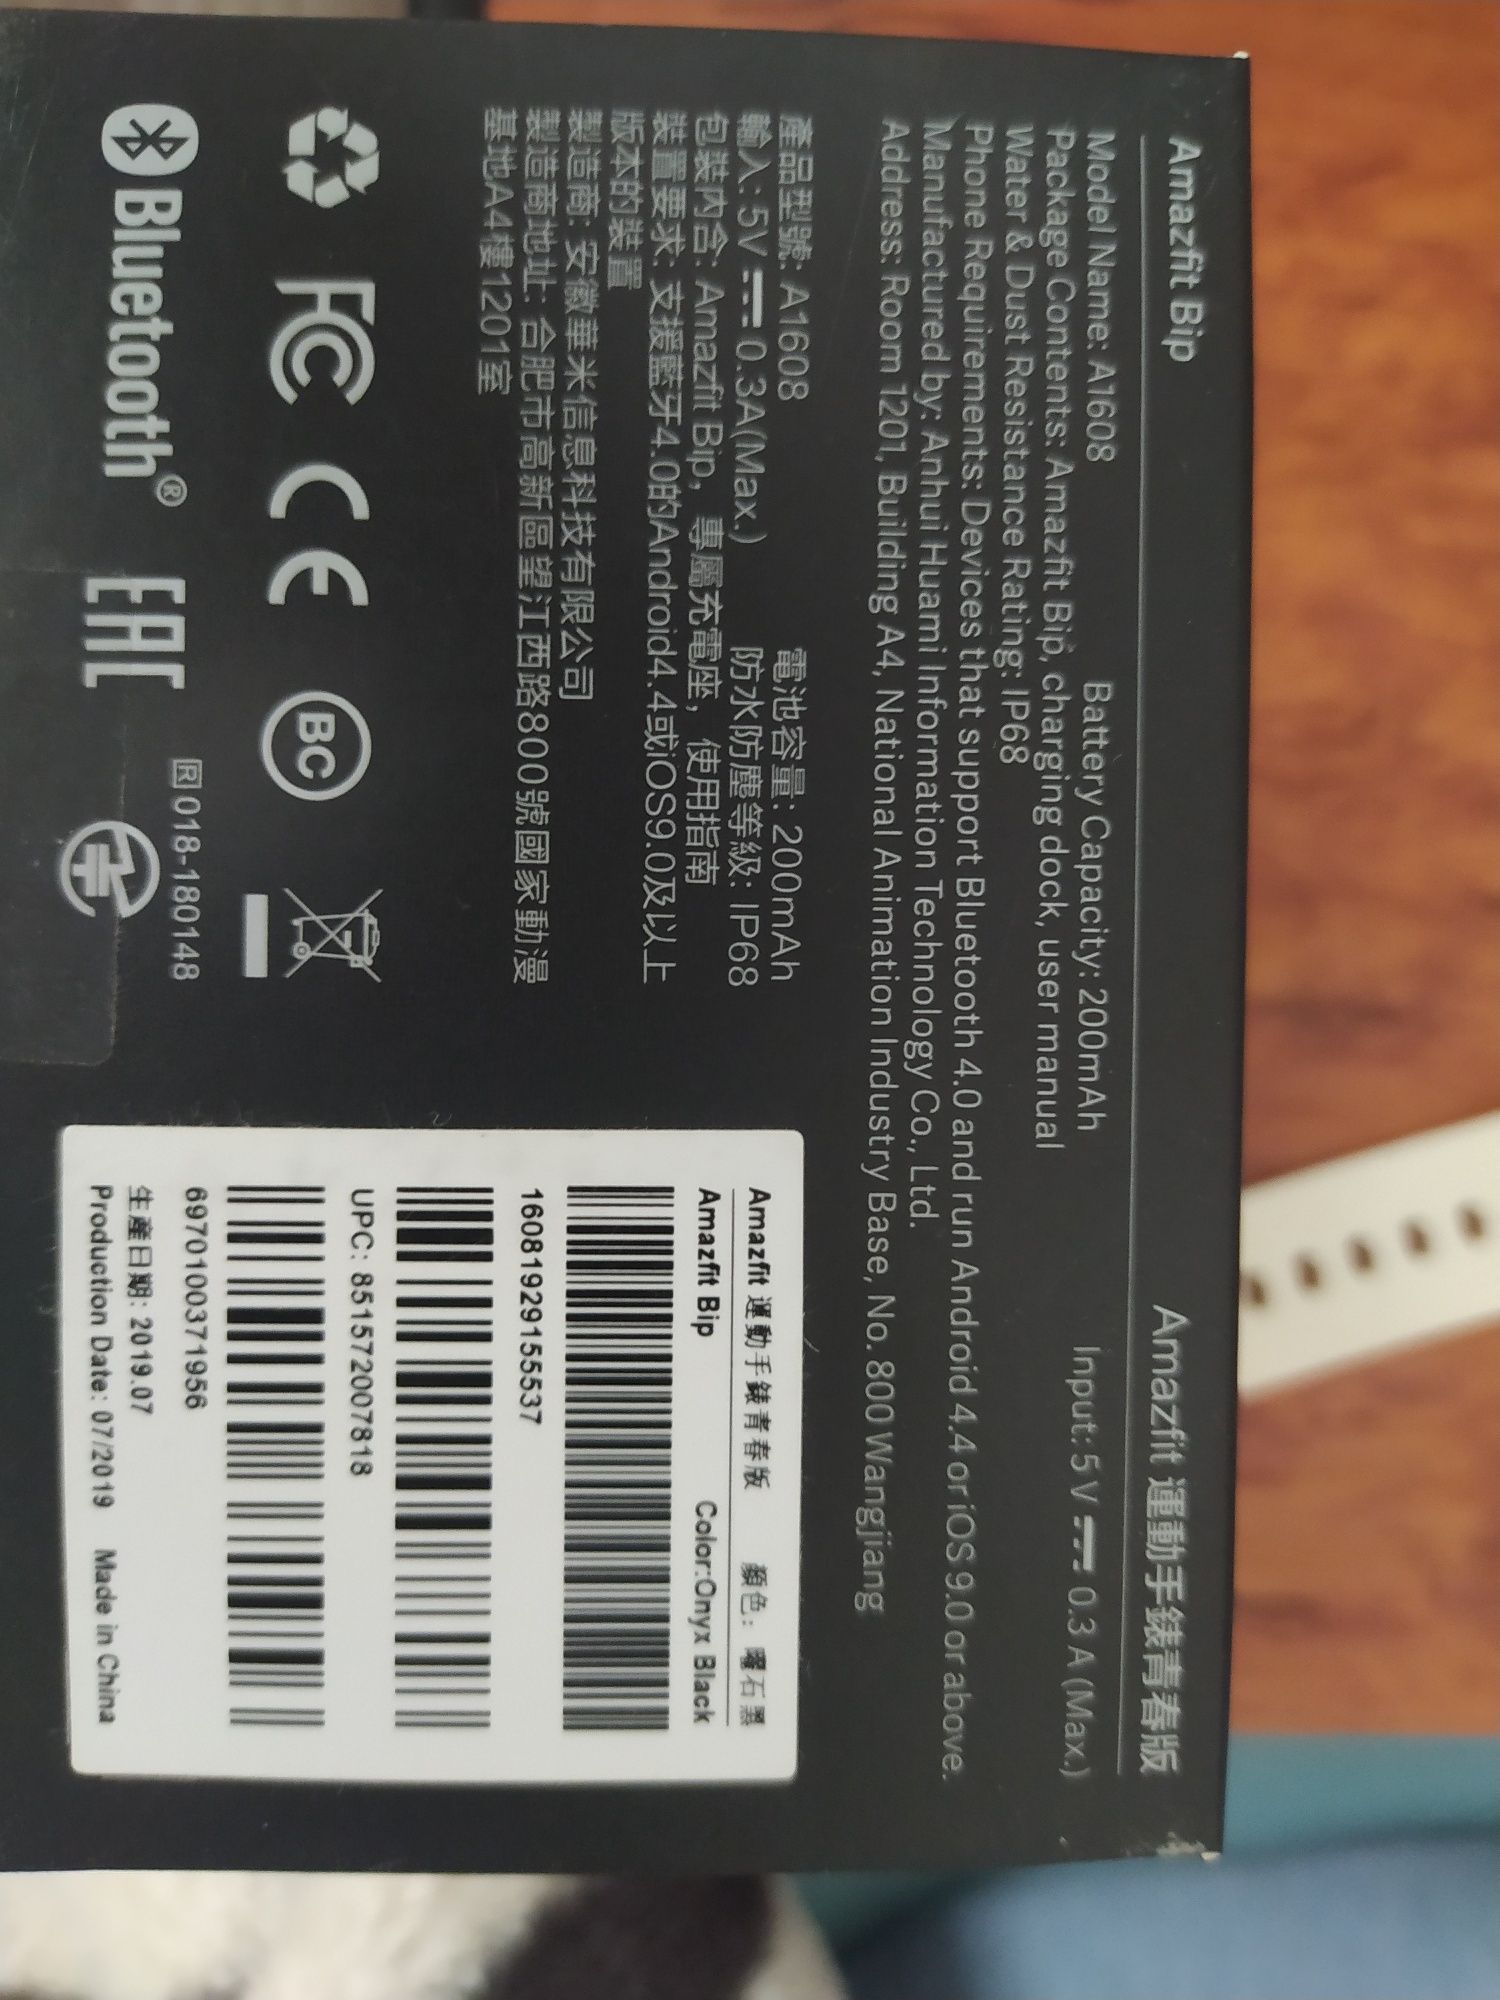 Amazfit Bip
Amazfit 運動手錶青春版
Model Name: A1608
Battery Capacity: 200mAh
Input: 5 V ⎓ 0.3 A (Max.)
Package Contents: Amazfit Bip, charging dock, user manual
Water & Dust Resistance Rating: IP68
Phone Requirements: Devices that support Bluetooth 4.0 and run Android 4.4 or iOS 9.0 or above.
Manufactured by: Anhui Huami Information Technology Co., Ltd.
Address: Room 1201, Building A4, National Animation Industry Base, No. 800 Wangjiang
產品型號: A1608
電池容量: 200mAh
輸入: 5V ⎓ 0.3A(Max.)
防水防塵等級: IP68
包裝內含: Amazfit Bip, 專屬充電座, 使用指南
裝置要求: 支援藍牙4.0的Android4.4或iOS9.0及以上
版本的裝置
製造商: 安徽華米信息科技有限公司
製造商地址: 合肥市高新區望江西路800號國家動漫
基地A4樓1201室
FC CE BC
Bluetooth® EAC
R 018-180148
Amazfit 運動手錶青春版 顏色: 曜石黑
Amazfit Bip Color:Onyx Black
16081929155537
UPC: 851572007818
6970100371956
生產日期: 2019.07
Production Date: 07/2019 Made in China